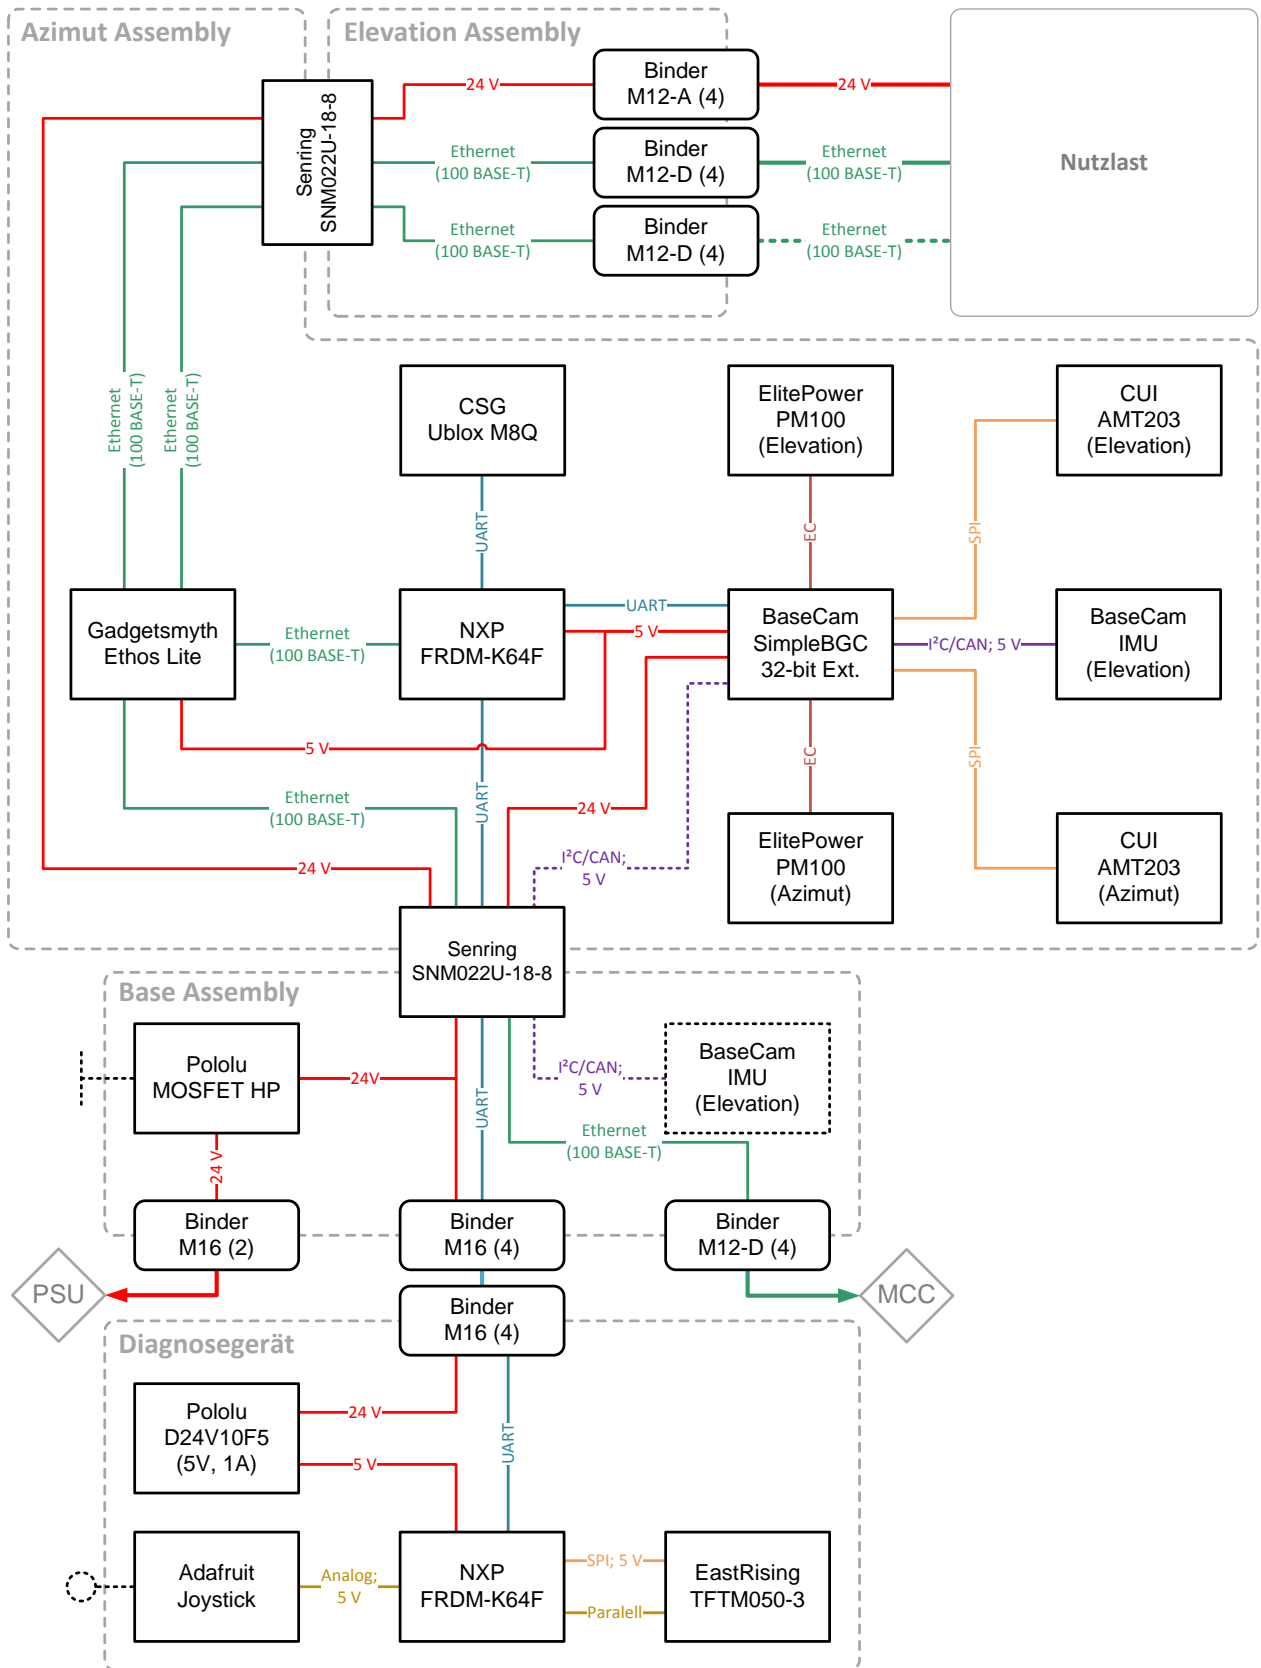 Azimut Assembly
Elevation Assembly
Senring
SNM022U-18-8
24 V
Binder
M12-A (4)
24 V
Ethernet
(100 BASE-T)
Binder
M12-D (4)
Ethernet
(100 BASE-T)
Nutzlast
Ethernet
(100 BASE-T)
Binder
M12-D (4)
Ethernet
(100 BASE-T)
Ethernet
(100 BASE-T)
Ethernet
(100 BASE-T)
CSG
Ublox M8Q
ElitePower
PM100
(Elevation)
CUI
AMT203
(Elevation)
UART
EC
SPI
Gadgetsmyth
Ethos Lite
Ethernet
(100 BASE-T)
NXP
FRDM-K64F
UART
5 V
BaseCam
SimpleBGC
32-bit Ext.
I²C/CAN; 5 V
BaseCam
IMU
(Elevation)
5 V
EC
SPI
Ethernet
(100 BASE-T)
UART
24 V
24 V
I²C/CAN;
5 V
ElitePower
PM100
(Azimut)
CUI
AMT203
(Azimut)
Senring
SNM022U-18-8
Base Assembly
Pololu
MOSFET HP
24V
UART
I²C/CAN;
5 V
BaseCam
IMU
(Elevation)
24 V
Ethernet
(100 BASE-T)
Binder
M16 (2)
Binder
M16 (4)
Binder
M12-D (4)
PSU
MCC
Binder
M16 (4)
Diagnosegerät
Pololu
D24V10F5
(5V, 1A)
24 V
5 V
UART
Adafruit
Joystick
Analog;
5 V
NXP
FRDM-K64F
SPI; 5 V
Paralell
EastRising
TFTM050-3